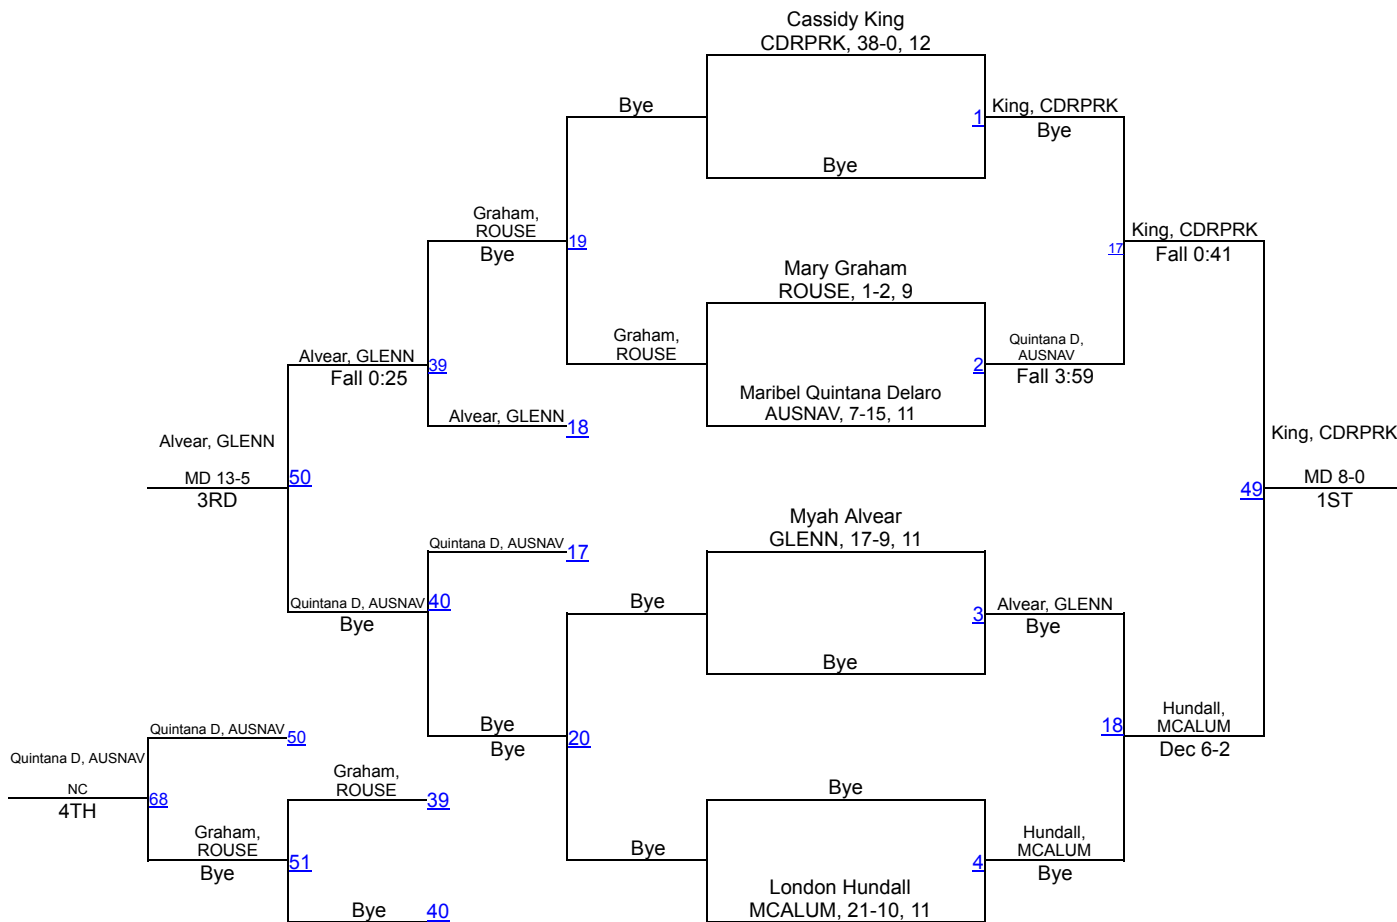 Cassidy King
CDRPRK, 38-0, 12
Bye
1
King, CDRPRK
Bye
Bye
Graham,
ROUSE
Bye
19
King, CDRPRK
Fall 0:41
17
Mary Graham
ROUSE, 1-2, 9
Graham,
ROUSE
2
Quintana D,
AUSNAV
Fall 3:59
Alvear, GLENN
Fall 0:25
39
Maribel Quintana Delaro
AUSNAV, 7-15, 11
Alvear, GLENN
18
Alvear, GLENN
MD 13-5
3RD
50
King, CDRPRK
MD 8-0
1ST
49
Myah Alvear
GLENN, 17-9, 11
Quintana D, AUSNAV
17
Quintana D, AUSNAV
Bye
40
Bye
3
Alvear, GLENN
Bye
Bye
Bye
Bye
20
18
Hundall,
MCALUM
Dec 6-2
Quintana D, AUSNAV
50
Quintana D, AUSNAV
NC
4TH
68
Graham,
ROUSE
39
Bye
Graham,
ROUSE
Bye
51
Bye
4
Hundall,
MCALUM
Bye
London Hundall
MCALUM, 21-10, 11
Bye
40